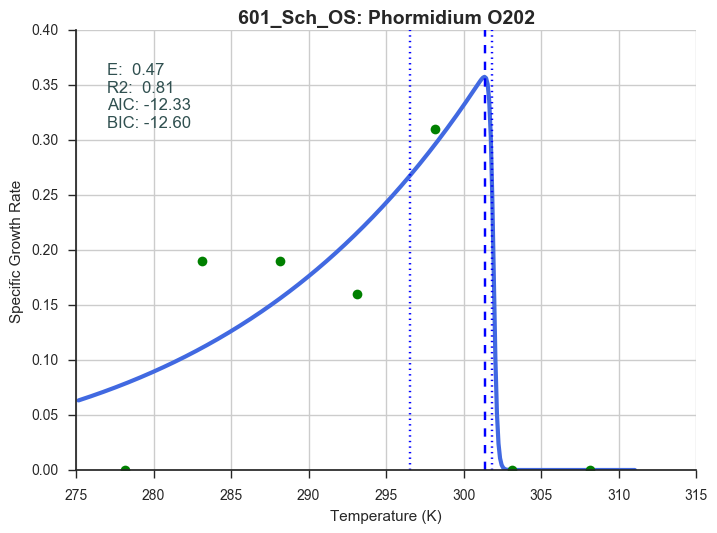 601_Sch_OS: Phormidium O202
E:  0.47
R2:  0.81
AIC: -12.33
BIC: -12.60
Specific Growth Rate
0.40
0.35
0.30
0.25
0.20
0.15
0.10
0.05
0.00
275 280 285 290 295 300 305 310 315
Temperature (K)